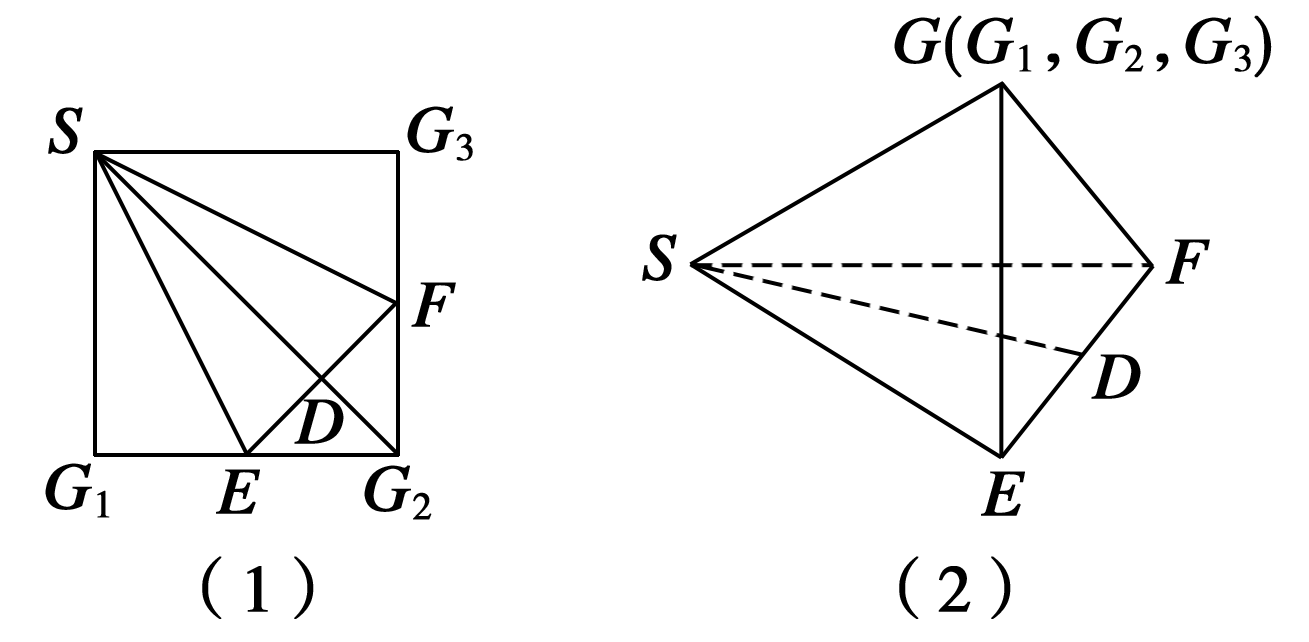 G(G₁,G₂,G₃)
S G₃
S F
F D
D
G₁ E G₂ E
(1) (2)